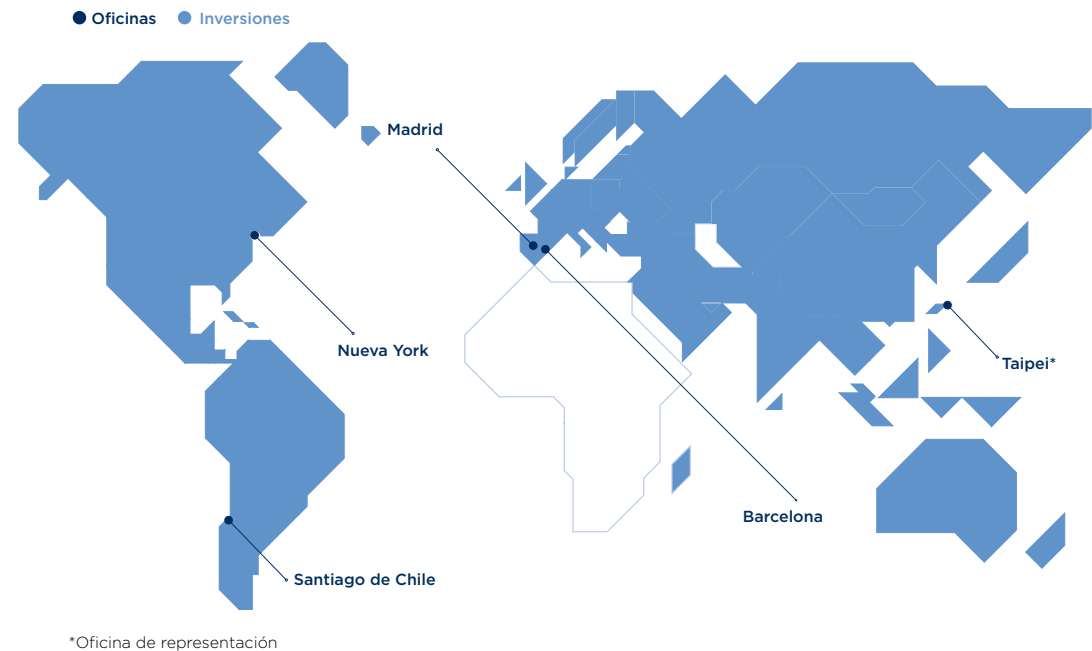 Oficinas Inversiones
Madrid
Nueva York
Taipei*
Barcelona
Santiago de Chile
*Oficina de representación